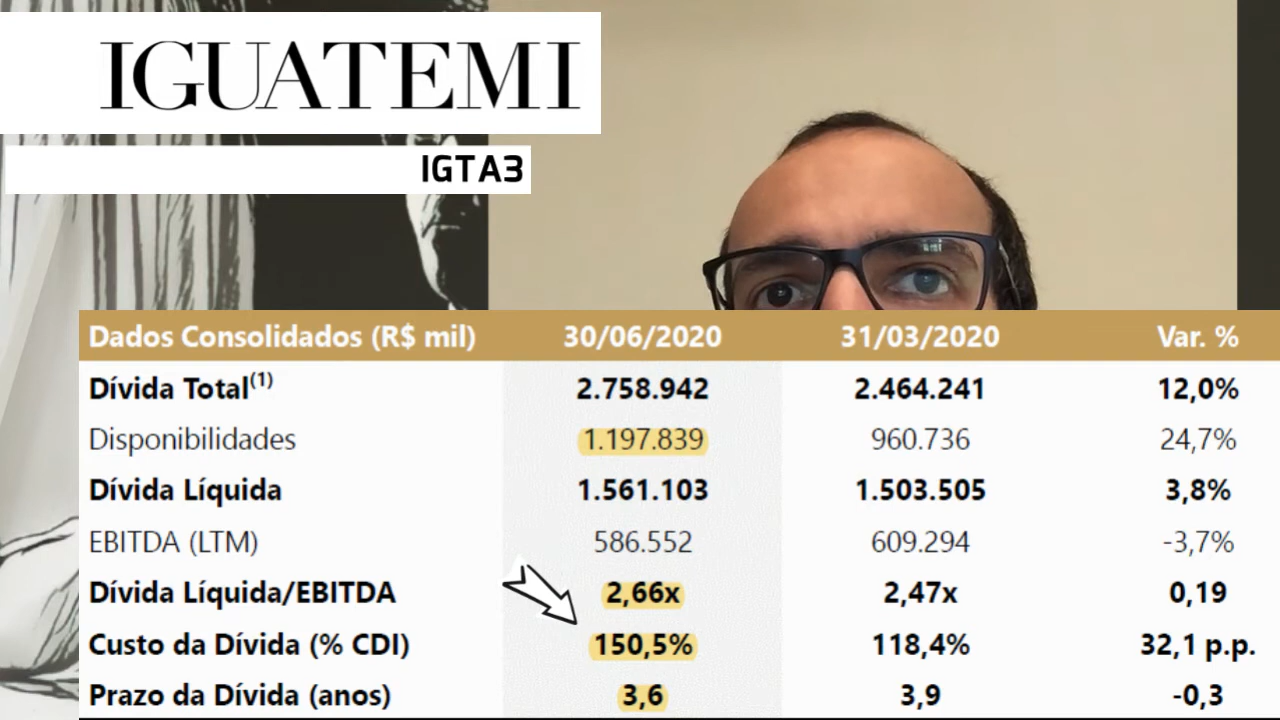 IGUATEMI
IGTA3
Dados Consolidados (R$ mil) 30/06/2020 31/03/2020 Var. %
Dívida Total(1) 2.758.942 2.464.241 12,0%
Disponibilidades 1.197.839 960.736 24,7%
Dívida Líquida 1.561.103 1.503.505 3,8%
EBITDA (LTM) 586.552 609.294 -3,7%
Dívida Líquida/EBITDA 2,66x 2,47x 0,19
Custo da Dívida (% CDI) 150,5% 118,4% 32,1 p.p.
Prazo da Dívida (anos) 3,6 3,9 -0,3